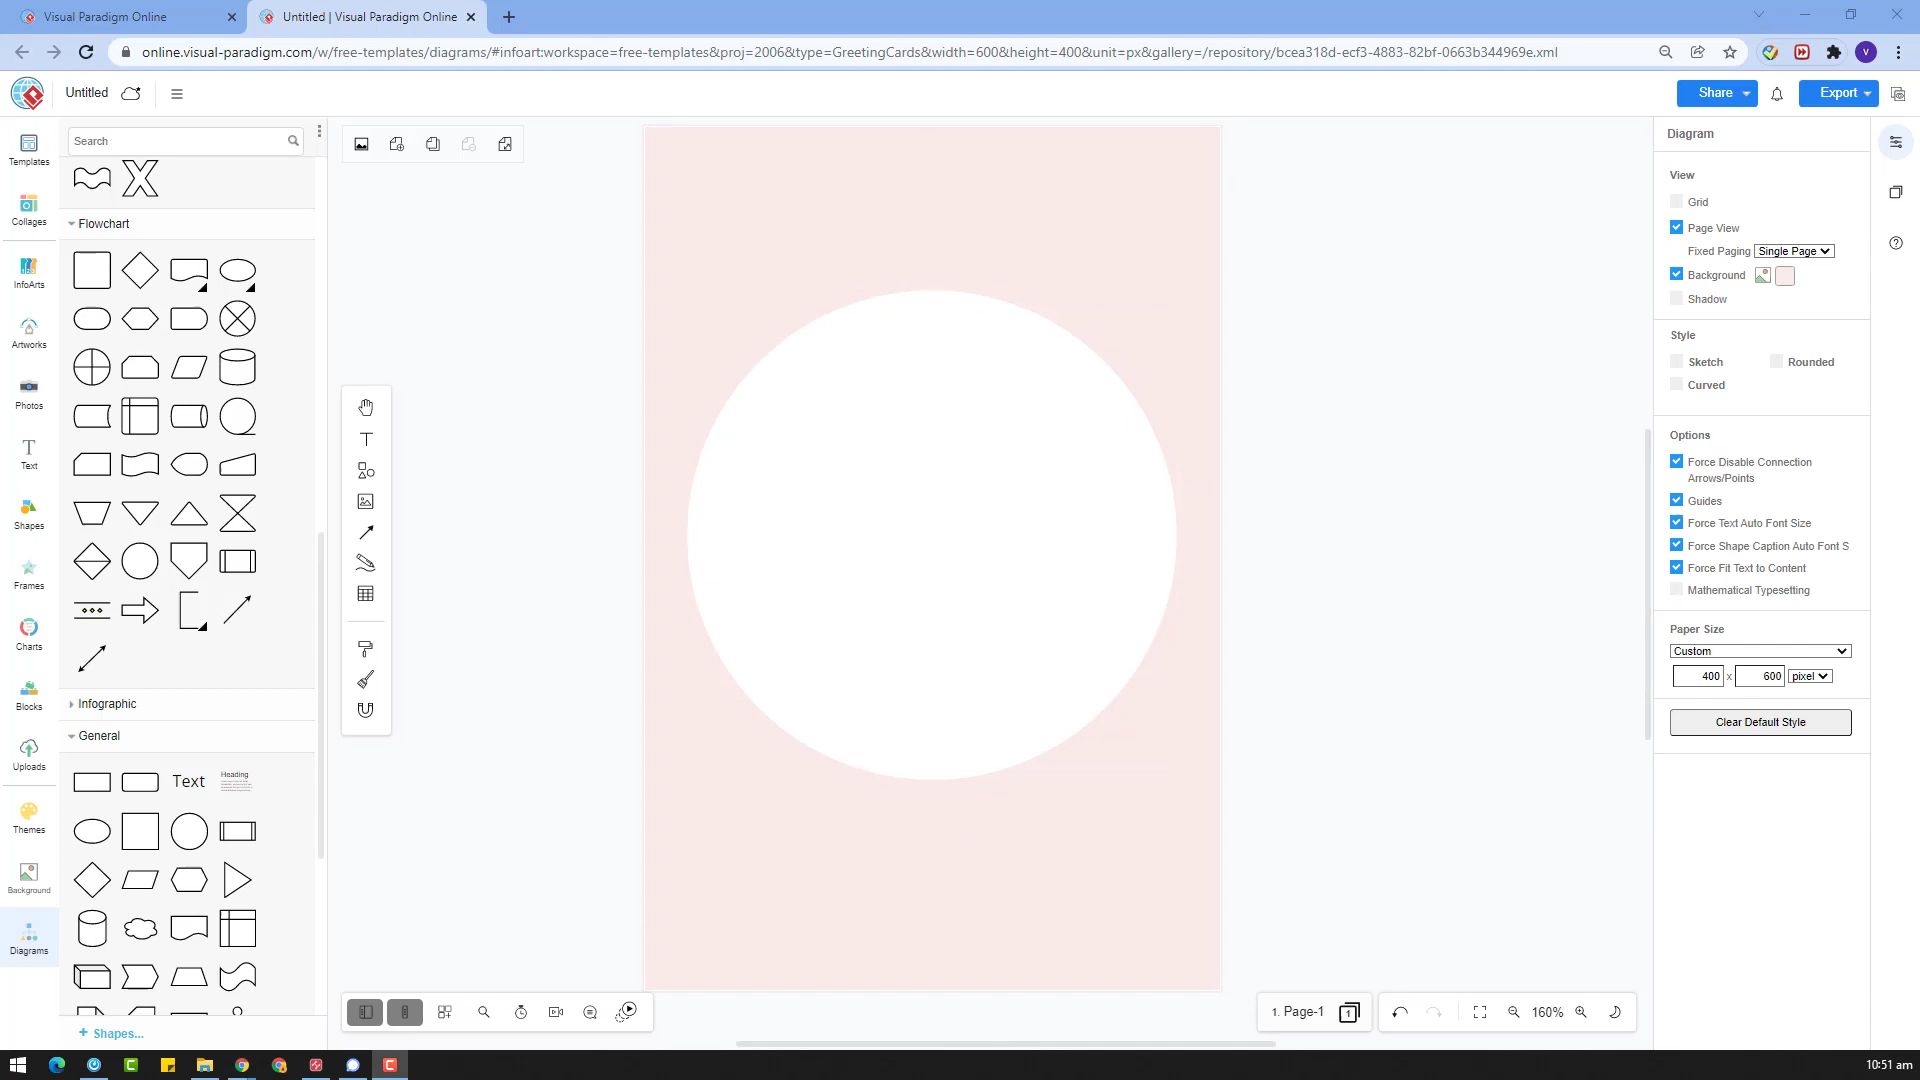 Visual Paradigm Online
Untitled | Visual Paradigm Online
online.visual-paradigm.com/w/free-templates/diagrams/#infoart:workspace=free-templates&proj=2006&type=GreetingCards&width=600&height=400&unit=px&gallery=/repository/bcea318d-ecf3-4883-82bf-0663b344969e.xml
V
Untitled
Share
Export
Templates
Collages
InfoArts
Artworks
Photos
Text
Shapes
Frames
Charts
Blocks
Uploads
Themes
Background
Diagrams
Search
Flowchart
Infographic
General
Text
Heading
+ Shapes...
1. Page-1
1
160%
Diagram
View
Grid
Page View
Fixed Paging Single Page
Background
Shadow
Style
Sketch Rounded
Curved
Options
Force Disable Connection
Arrows/Points
Guides
Force Text Auto Font Size
Force Shape Caption Auto Font S
Force Fit Text to Content
Mathematical Typesetting
Paper Size
Custom
400 x 600 pixel
Clear Default Style
10:51 am